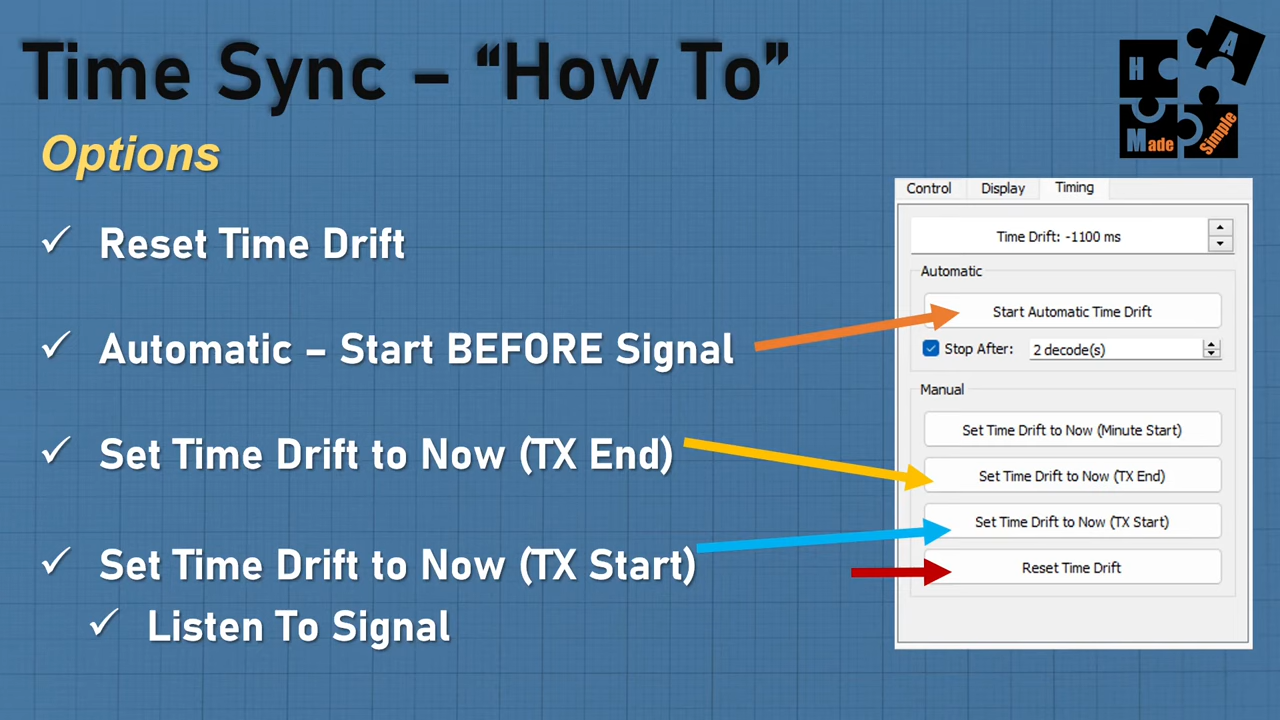 Time Sync – “How To”
H A
Made Simple
Options
Reset Time Drift
Automatic – Start BEFORE Signal
Set Time Drift to Now (TX End)
Set Time Drift to Now (TX Start)
Listen To Signal
Control Display Timing
Time Drift: -1100 ms
Automatic
Start Automatic Time Drift
Stop After: 2 decode(s)
Manual
Set Time Drift to Now (Minute Start)
Set Time Drift to Now (TX End)
Set Time Drift to Now (TX Start)
Reset Time Drift